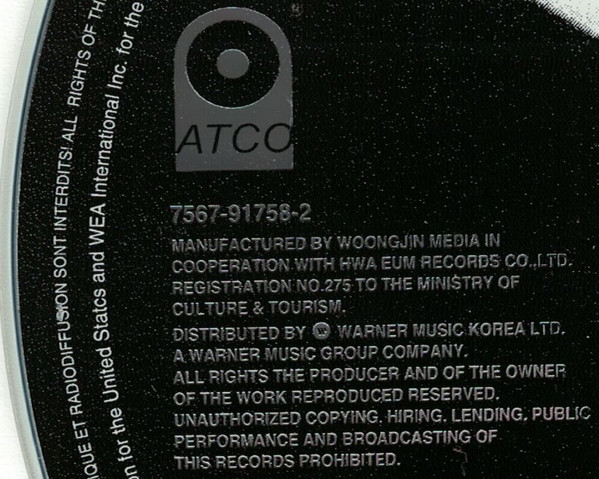 ATCO
7567-91758-2
MANUFACTURED BY WOONGJIN MEDIA IN
COOPERATION WITH HWA EUM RECORDS CO.,LTD.
REGISTRATION NO.275 TO THE MINISTRY OF
CULTURE & TOURISM.
DISTRIBUTED BY WARNER MUSIC KOREA LTD.
A WARNER MUSIC GROUP COMPANY.
ALL RIGHTS THE PRODUCER AND OF THE OWNER
OF THE WORK REPRODUCED RESERVED.
UNAUTHORIZED COPYING, HIRING, LENDING, PUBLIC
PERFORMANCE AND BROADCASTING OF
THIS RECORDS PROHIBITED.
IQUE ET RADIODIFFUSION SONT INTERDITS! ALL RIGHTS OF TH
on for the United States and WEA International Inc. for the